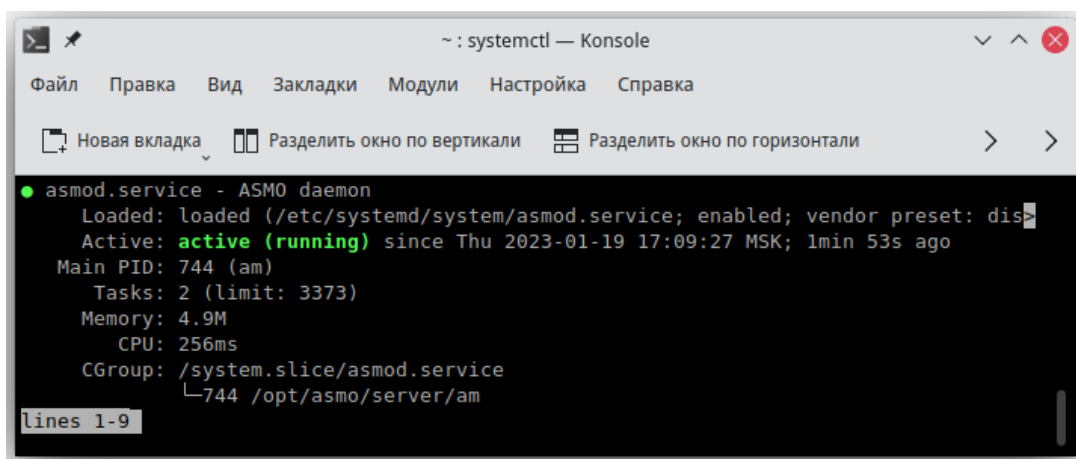 ~ : systemctl — Konsole
Файл Правка Вид Закладки Модули Настройка Справка
Новая вкладка Разделить окно по вертикали Разделить окно по горизонтали
● asmod.service - ASMO daemon
Loaded: loaded (/etc/systemd/system/asmod.service; enabled; vendor preset: dis>
Active: active (running) since Thu 2023-01-19 17:09:27 MSK; 1min 53s ago
Main PID: 744 (am)
Tasks: 2 (limit: 3373)
Memory: 4.9M
CPU: 256ms
CGroup: /system.slice/asmod.service
└─744 /opt/asmo/server/am
lines 1-9